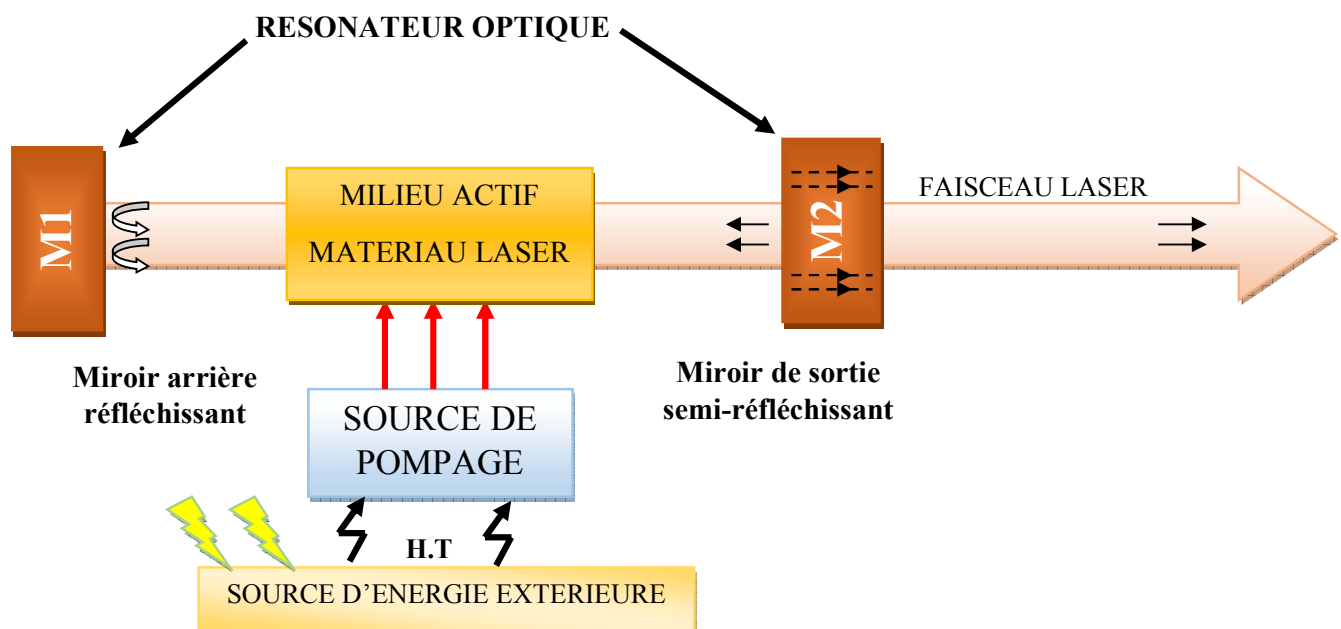 RESONATEUR OPTIQUE
M1
MILIEU ACTIF
MATERIAU LASER
M2
FAISCEAU LASER
Miroir arrière
réfléchissant
Miroir de sortie
semi-réfléchissant
SOURCE DE
POMPAGE
H.T
SOURCE D’ENERGIE EXTERIEURE